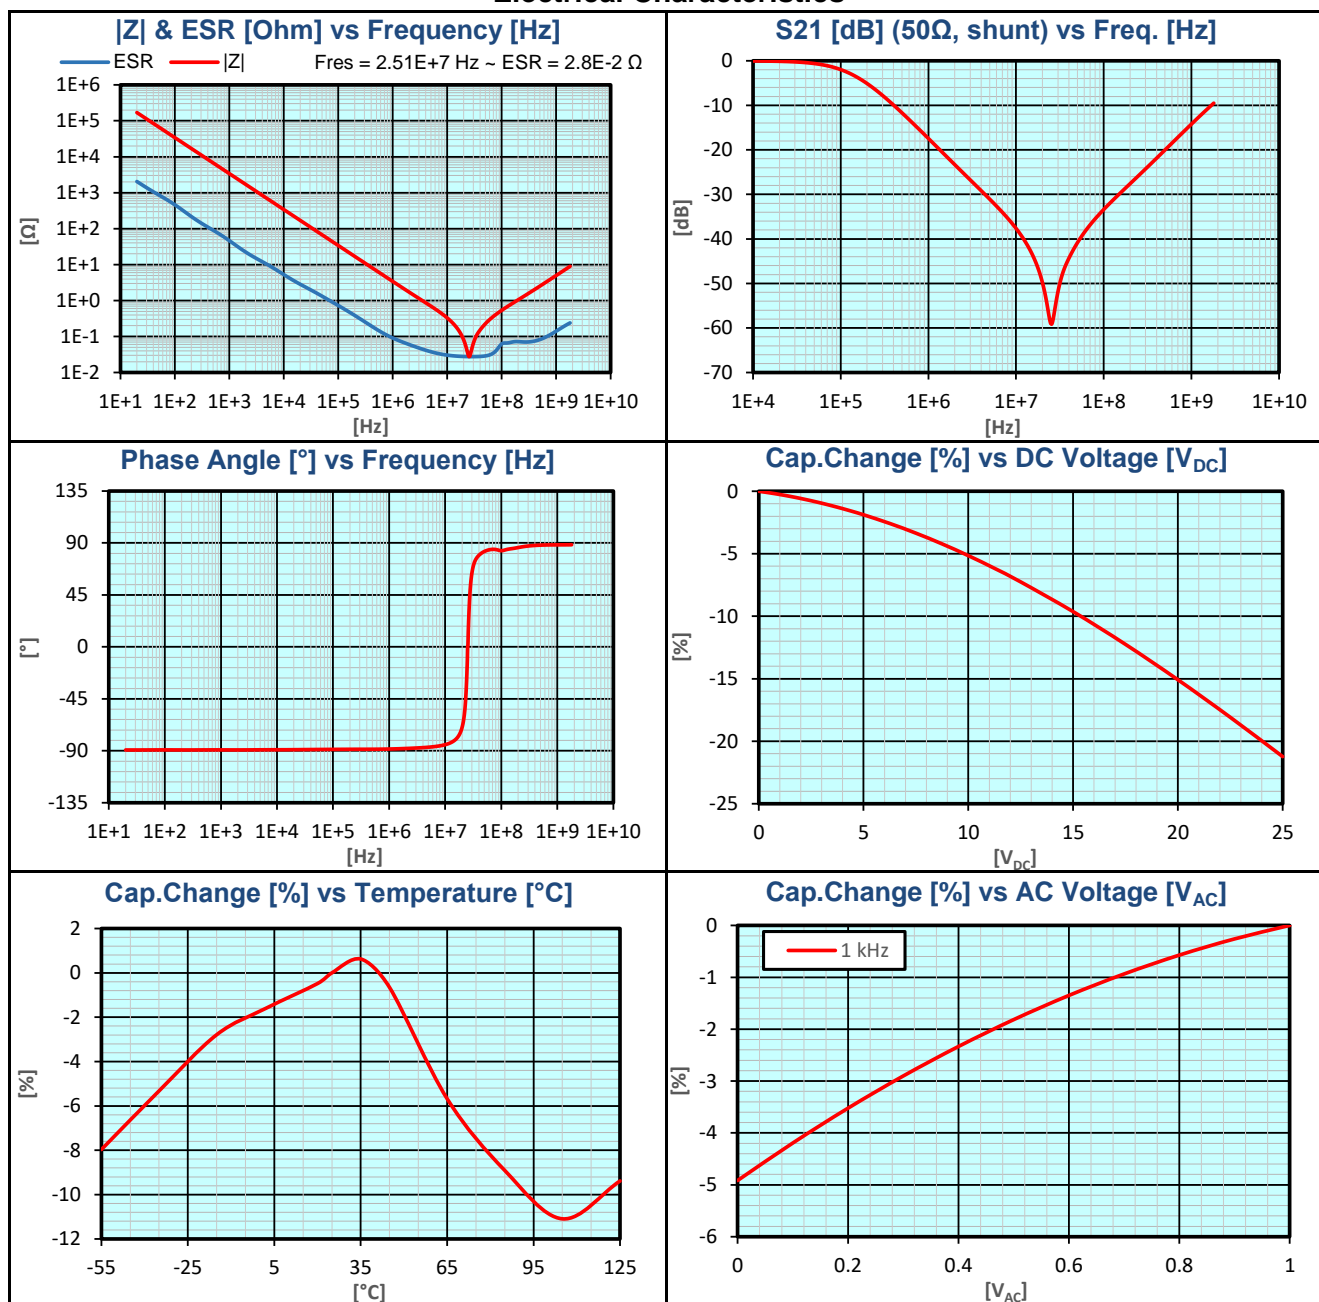 |Z| & ESR [Ohm] vs Frequency [Hz]
ESR |Z| Fres = 2.51E+7 Hz ~ ESR = 2.8E-2 Ω
1E+6
1E+5
1E+4
1E+3
1E+2
1E+1
1E+0
1E-1
1E-2
[Ω]
1E+1 1E+2 1E+3 1E+4 1E+5 1E+6 1E+7 1E+8 1E+9 1E+10
[Hz]
S21 [dB] (50Ω, shunt) vs Freq. [Hz]
0
-10
-20
-30
-40
-50
-60
-70
[dB]
1E+4 1E+5 1E+6 1E+7 1E+8 1E+9 1E+10
[Hz]
Phase Angle [°] vs Frequency [Hz]
135
90
45
0
-45
-90
-135
[°]
1E+1 1E+2 1E+3 1E+4 1E+5 1E+6 1E+7 1E+8 1E+9 1E+10
[Hz]
Cap.Change [%] vs DC Voltage [VDC]
0
-5
-10
-15
-20
-25
[%]
0 5 10 15 20 25
[VDC]
Cap.Change [%] vs Temperature [°C]
2
0
-2
-4
-6
-8
-10
-12
[%]
-55 -25 5 35 65 95 125
[°C]
Cap.Change [%] vs AC Voltage [VAC]
1 kHz
0
-1
-2
-3
-4
-5
-6
[%]
0 0.2 0.4 0.6 0.8 1
[VAC]